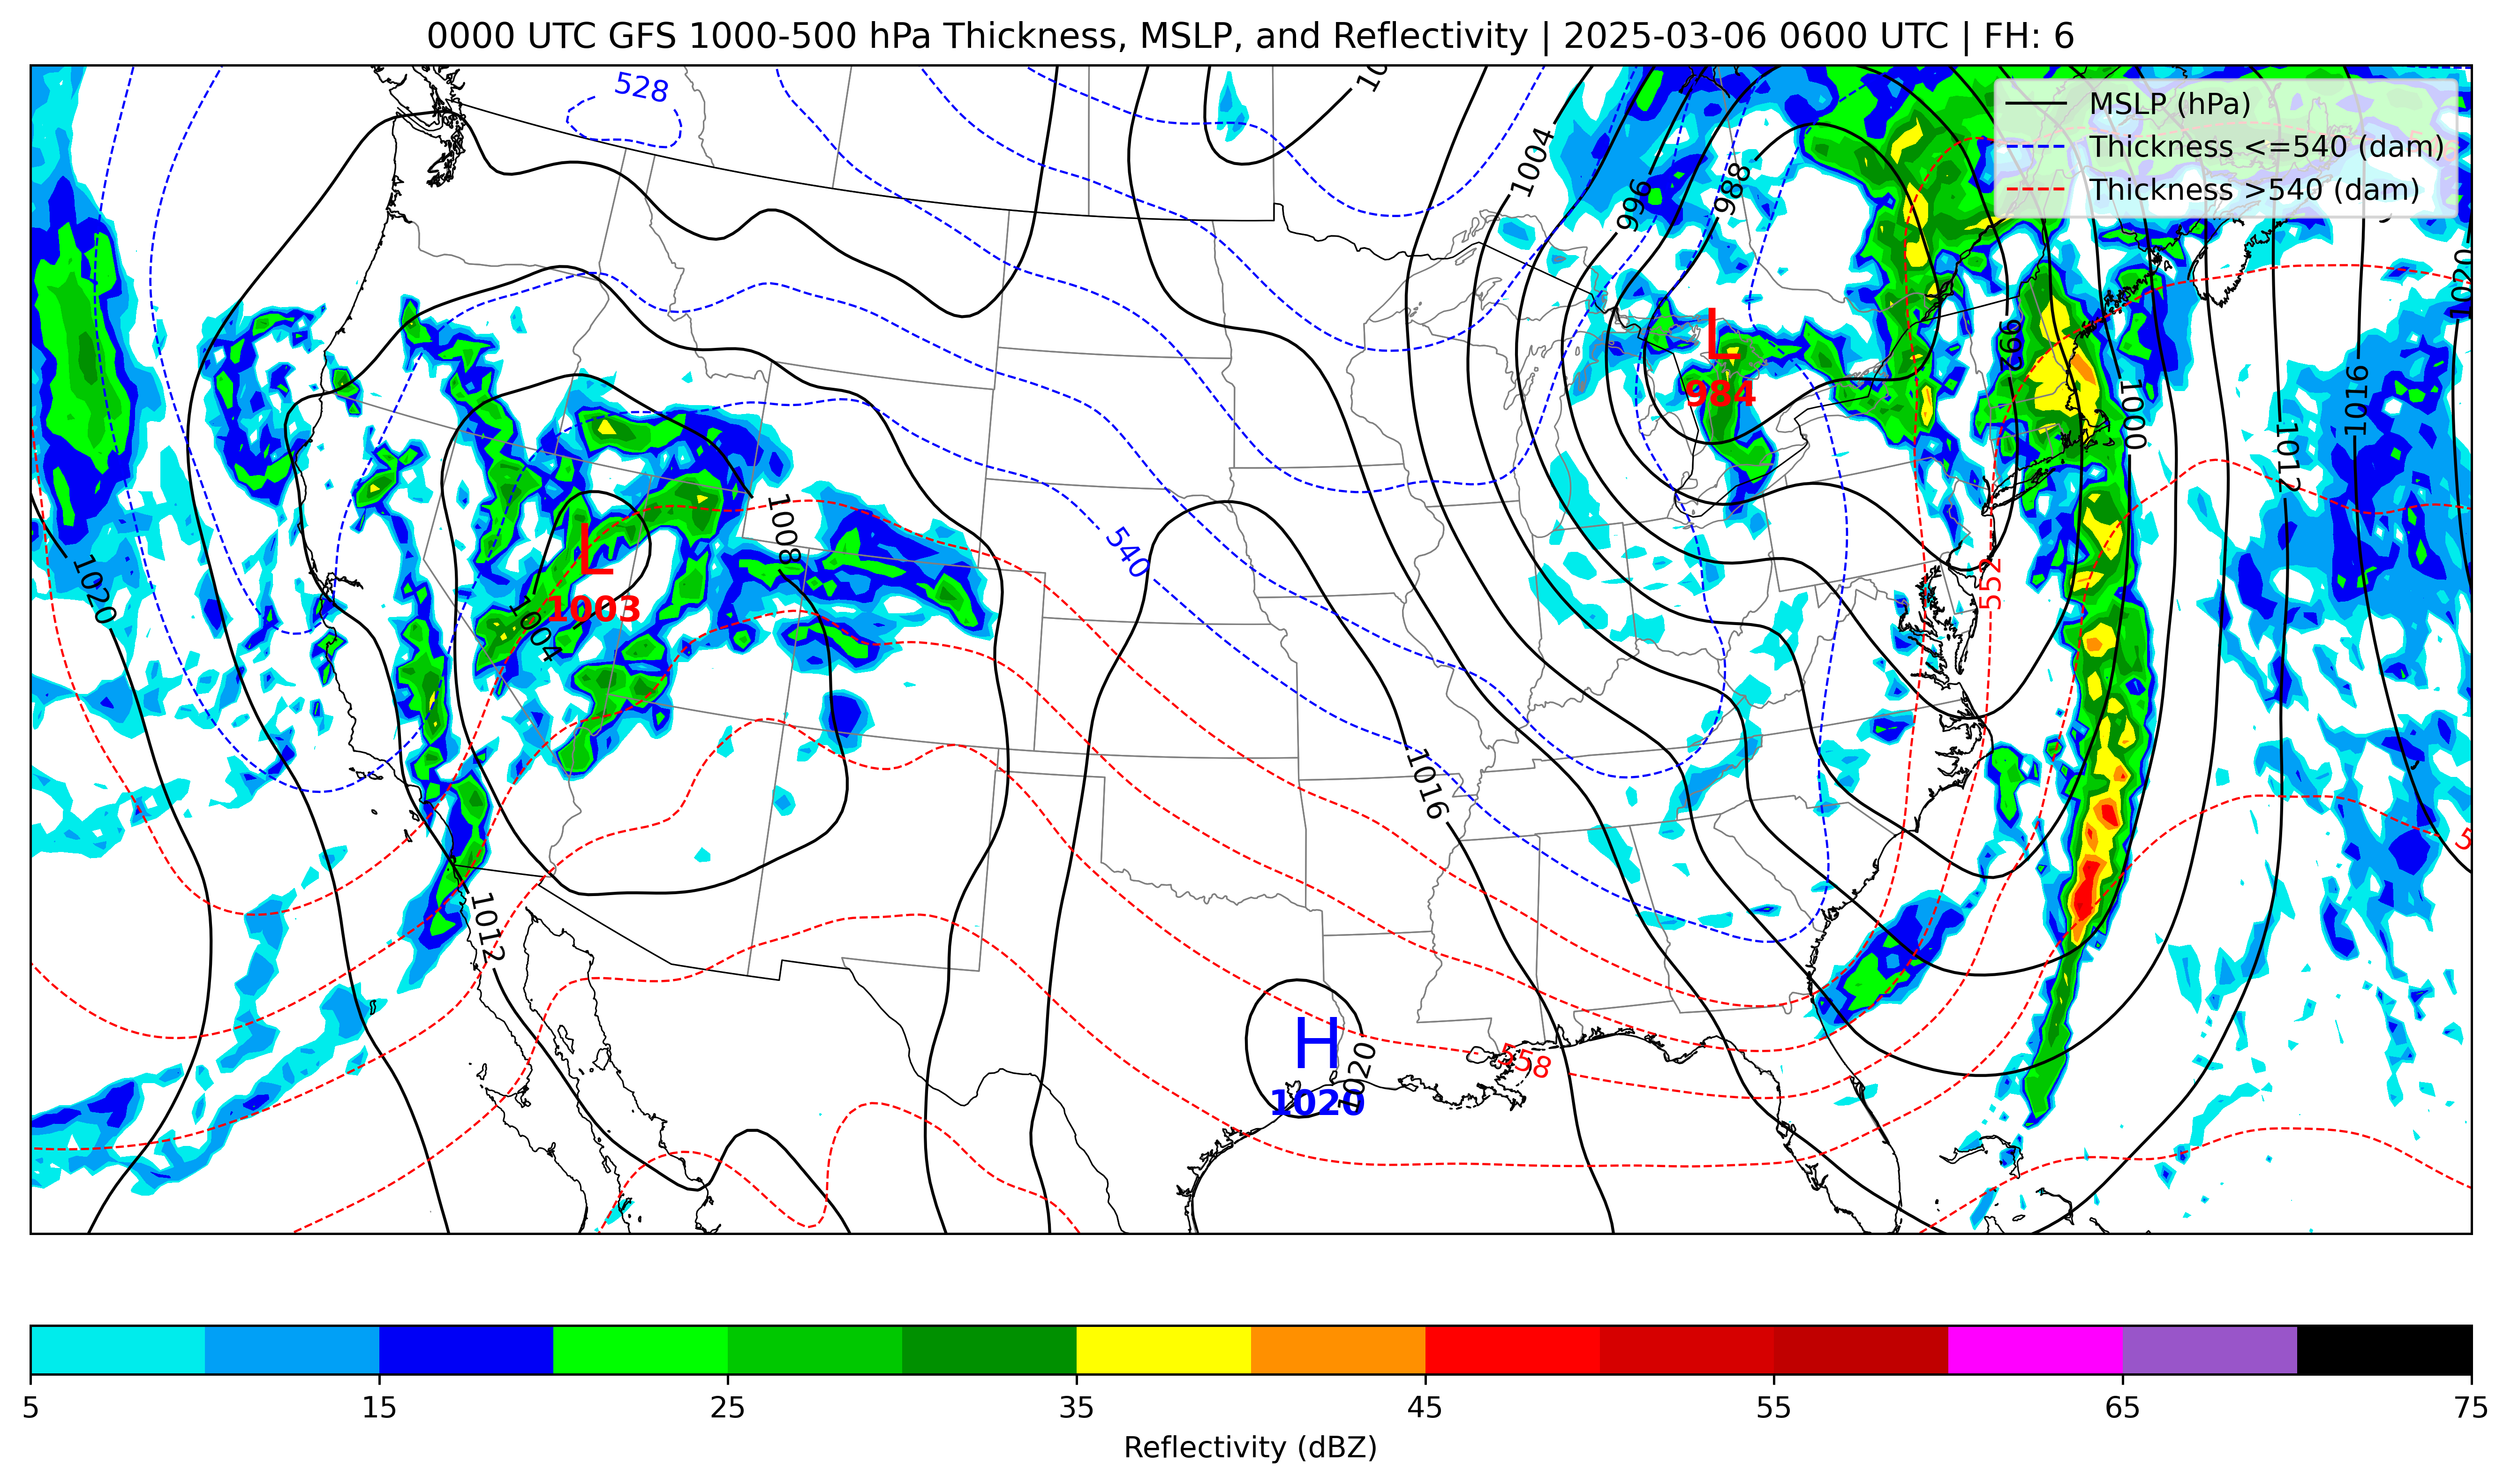 0000 UTC GFS 1000-500 hPa Thickness, MSLP, and Reflectivity | 2025-03-06 0600 UTC | FH: 6
528
1004
996
988
MSLP (hPa)
Thickness <=540 (dam)
Thickness >540 (dam)
1020
L
984
992
1000
1016
1012
1008
540
L
1003
1004
552
1020
1016
1012
H
1020
1020
558
5 15 25 35 45 55 65 75
Reflectivity (dBZ)